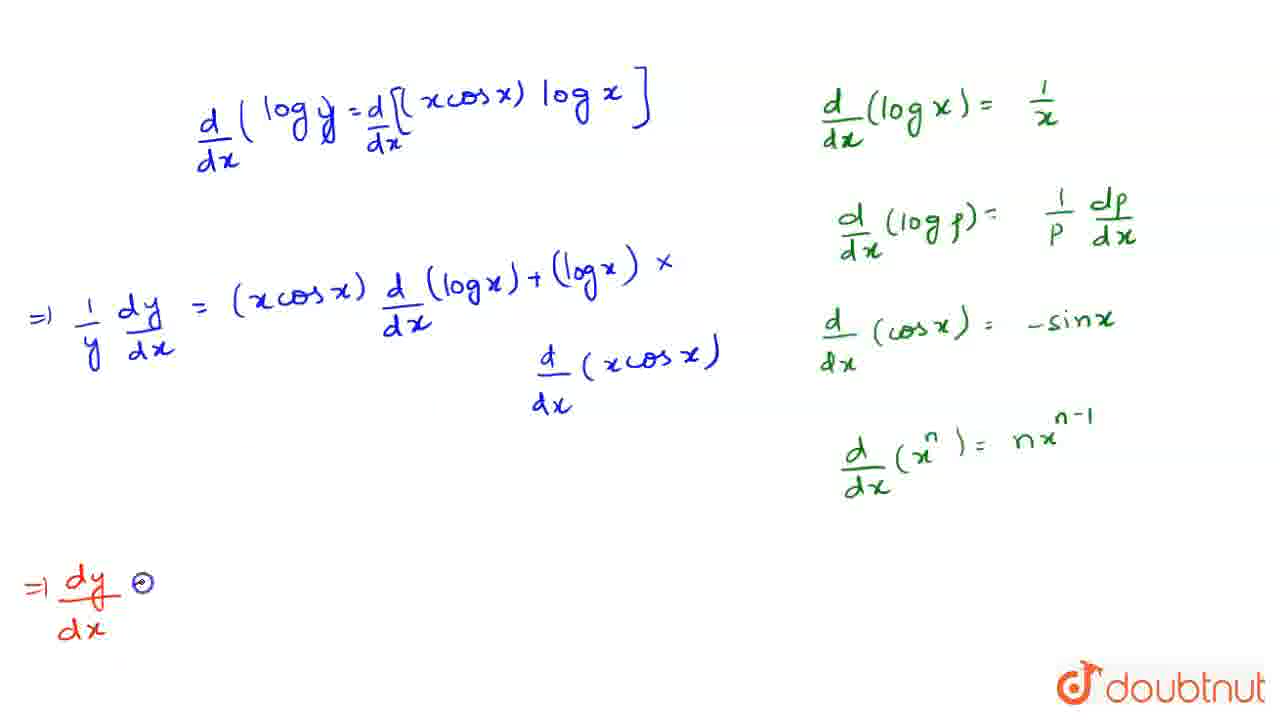 d/dx (log y = d/dx [(x cos x) log x]
⇒ 1/y dy/dx = (x cos x) d/dx (log x) + (log x) ×
d/dx (x cos x)
⇒ dy/dx =
d/dx (log x) = 1/x
d/dx (log p) = 1/p dp/dx
d/dx (cos x) = -sin x
d/dx (x^n) = nx^(n-1)
doubtnut